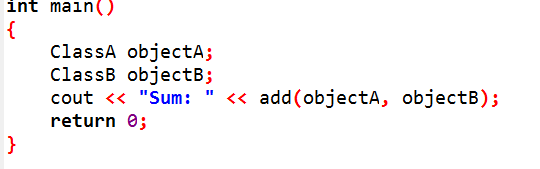 int main()
{
ClassA objectA;
ClassB objectB;
cout << "Sum: " << add(objectA, objectB);
return 0;
}